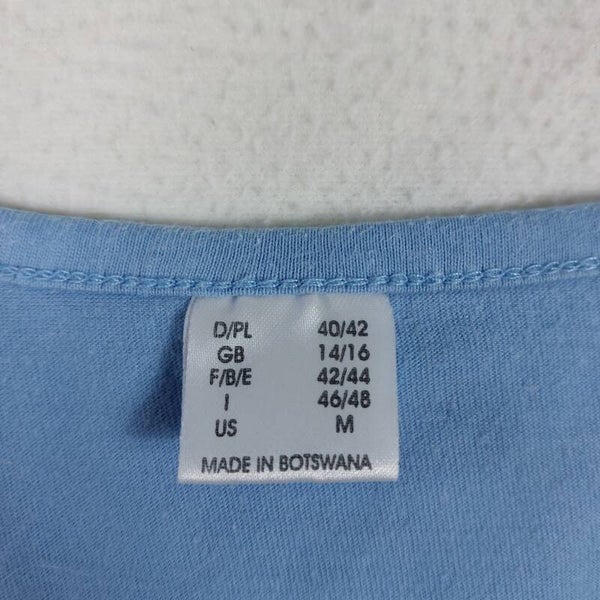 D/PL 40/42
GB 14/16
F/B/E 42/44
I 46/48
US M
MADE IN BOTSWANA